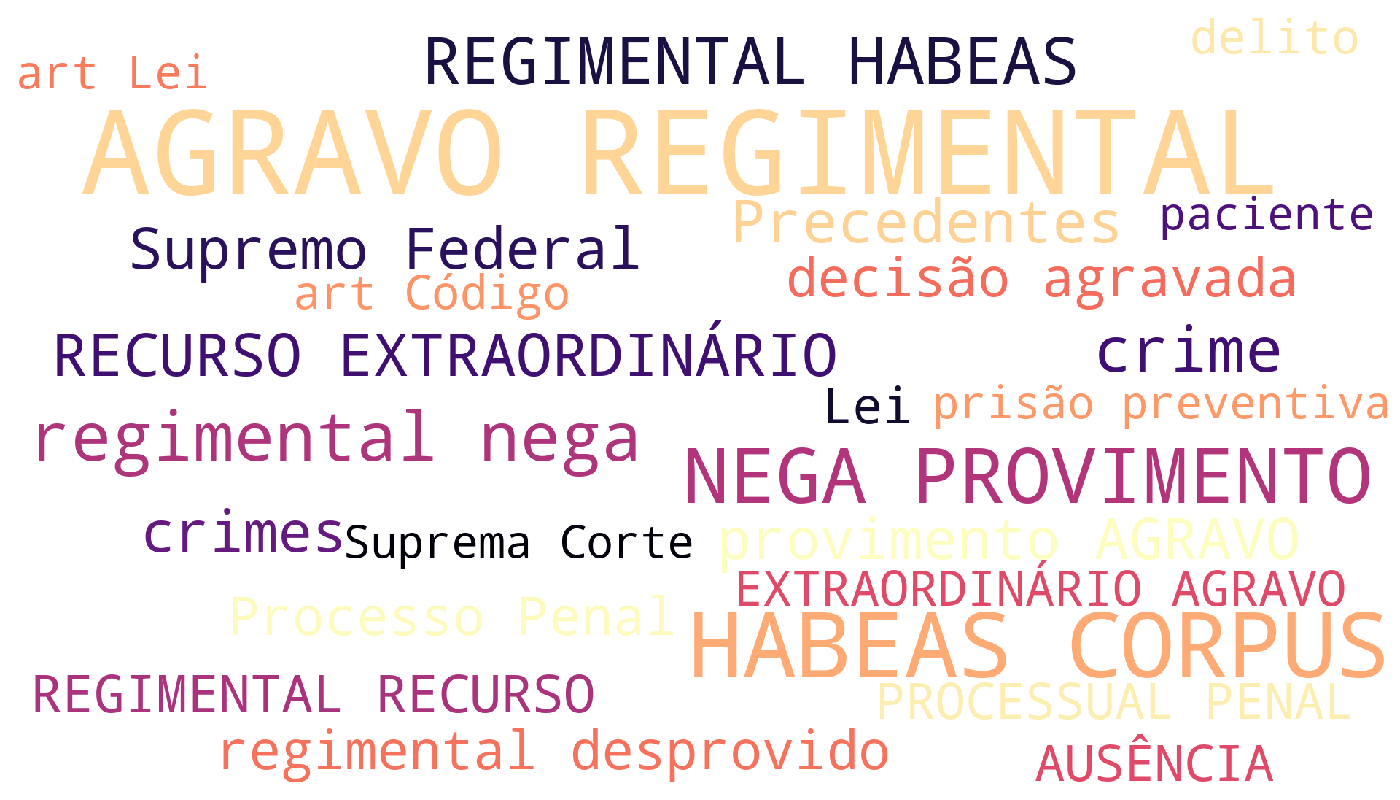 delito
REGIMENTAL HABEAS
art Lei
AGRAVO REGIMENTAL
Precedentes
paciente
Supremo Federal
decisão agravada
art Código
RECURSO EXTRAORDINÁRIO
crime
Lei
prisão preventiva
regimental nega
NEGA PROVIMENTO
crimes
Suprema Corte
provimento AGRAVO
EXTRAORDINÁRIO AGRAVO
Processo Penal
HABEAS CORPUS
REGIMENTAL RECURSO
PROCESSUAL PENAL
regimental desprovido
AUSÊNCIA